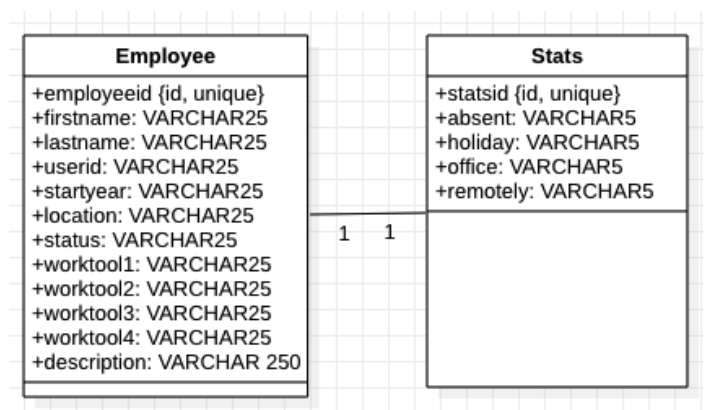 Employee
+employeeid {id, unique}
+firstname: VARCHAR25
+lastname: VARCHAR25
+userid: VARCHAR25
+startyear: VARCHAR25
+location: VARCHAR25
+status: VARCHAR25
+worktool1: VARCHAR25
+worktool2: VARCHAR25
+worktool3: VARCHAR25
+worktool4: VARCHAR25
+description: VARCHAR 250
1 1
Stats
+statsid {id, unique}
+absent: VARCHAR5
+holiday: VARCHAR5
+office: VARCHAR5
+remotely: VARCHAR5